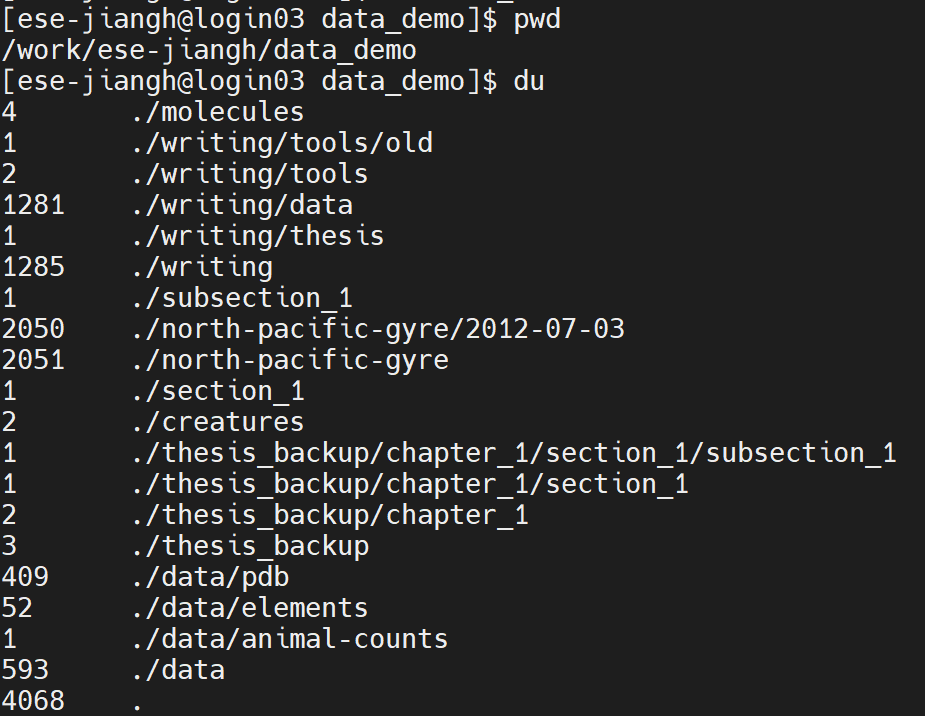 [ese-jiangh@login03 data_demo]$ pwd
/work/ese-jiangh/data_demo
[ese-jiangh@login03 data_demo]$ du
4       ./molecules
1       ./writing/tools/old
2       ./writing/tools
1281    ./writing/data
1       ./writing/thesis
1285    ./writing
1       ./subsection_1
2050    ./north-pacific-gyre/2012-07-03
2051    ./north-pacific-gyre
1       ./section_1
2       ./creatures
1       ./thesis_backup/chapter_1/section_1/subsection_1
1       ./thesis_backup/chapter_1/section_1
2       ./thesis_backup/chapter_1
3       ./thesis_backup
409     ./data/pdb
52      ./data/elements
1       ./data/animal-counts
593     ./data
4068    .